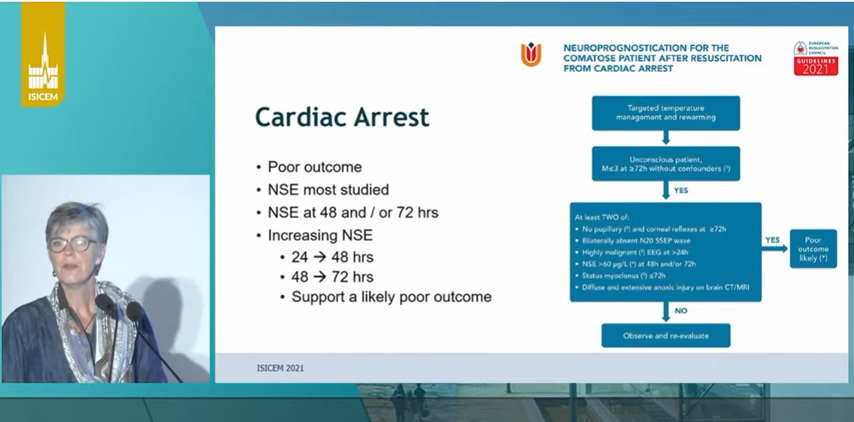 ISICEM
Cardiac Arrest
• Poor outcome
• NSE most studied
• NSE at 48 and / or 72 hrs
• Increasing NSE
• 24 → 48 hrs
• 48 → 72 hrs
• Support a likely poor outcome
NEUROPROGNOSTICATION FOR THE
COMATOSE PATIENT AFTER RESUSCITATION
FROM CARDIAC ARREST
EUROPEAN
RESUSCITATION
COUNCIL
GUIDELINES
2021
Targeted temperature
management and rewarming
Unconscious patient,
M≤3 at ≥72h without confounders (¹)
YES
At least TWO of:
• No pupillary (²) and corneal reflexes at ≥72h
• Bilaterally absent N20 SSEP wave
• Highly malignant (³) EEG at >24h
• NSE >60 µg/L (⁴) at 48h and/or 72h
• Status myoclonus (⁵) ≤72h
• Diffuse and extensive anoxic injury on brain CT/MRI
YES
Poor
outcome
likely (*)
NO
Observe and re-evaluate
ISICEM 2021